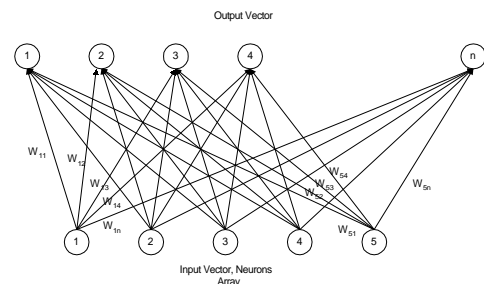 Output Vector
1 2 3 4 n
W11
W12
W13
W14
W1n
W54
W53
W52
W51
W5n
1 2 3 4 5
Input Vector, Neurons
Array